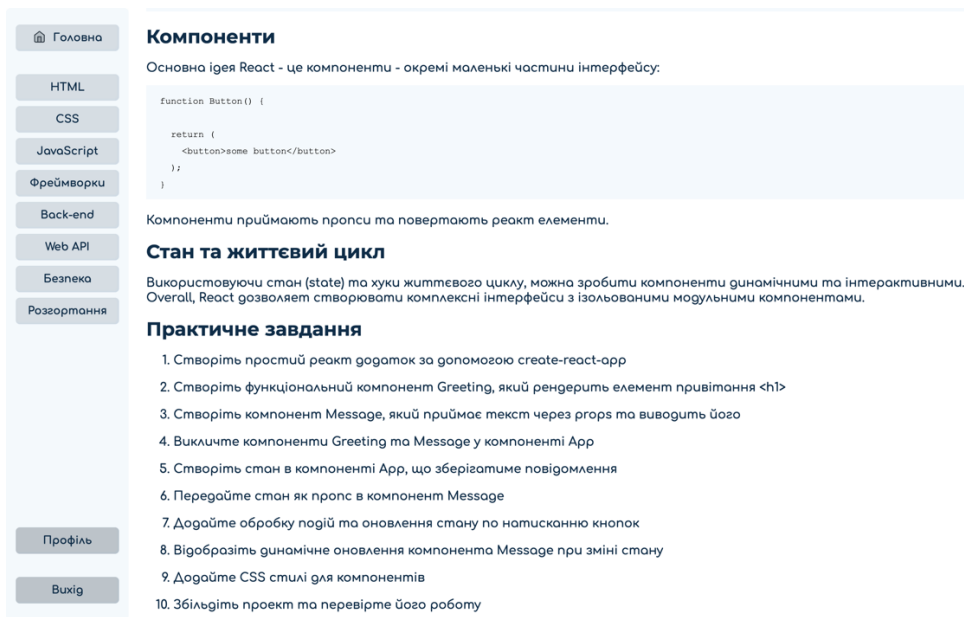 Головна
HTML
CSS
JavaScript
Фреймворки
Back-end
Web API
Безпека
Розгортання
Профіль
Вихід
Компоненти
Основна ідея React - це компоненти - окремі маленькі частини інтерфейсу:
function Button() {
return (
<button>some button</button>
);
}
Компоненти приймають пропси та повертають реакт елементи.
Стан та життєвий цикл
Використовуючи стан (state) та хуки життєвого циклу, можна зробити компоненти динамічними та інтерактивними.
Overall, React дозволяет створювати комплексні інтерфейси з ізольованими модульними компонентами.
Практичне завдання
1. Створіть простий реакт додаток за допомогою create-react-app
2. Створіть функціональний компонент Greeting, який рендерить елемент привітання <h1>
3. Створіть компонент Message, який приймає текст через props та виводить його
4. Викличте компоненти Greeting та Message у компоненті App
5. Створіть стан в компоненті App, що зберігатиме повідомлення
6. Передайте стан як пропс в компонент Message
7. Додайте обробку подій та оновлення стану по натисканню кнопок
8. Відобразіть динамічне оновлення компонента Message при зміні стану
9. Додайте CSS стилі для компонентів
10. Збільдіть проект та перевірте його роботу